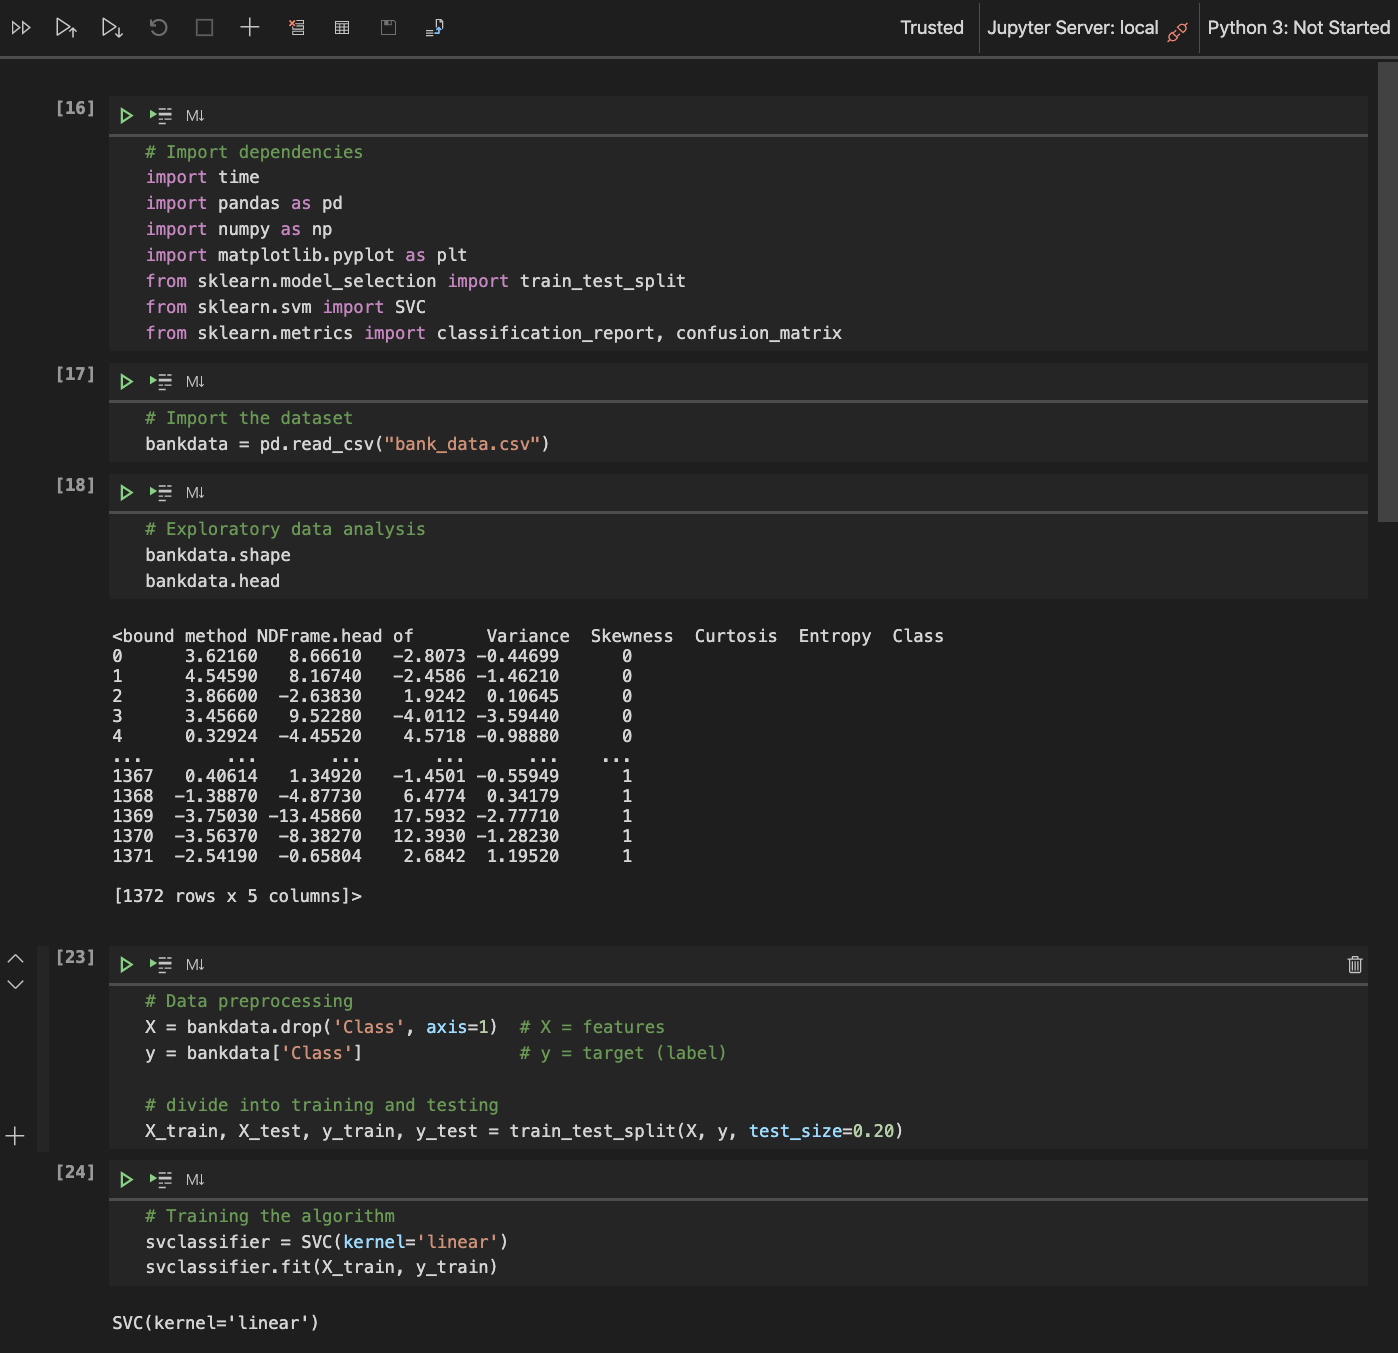 Trusted
Jupyter Server: local
Python 3: Not Started
[16]
M↓
# Import dependencies
import time
import pandas as pd
import numpy as np
import matplotlib.pyplot as plt
from sklearn.model_selection import train_test_split
from sklearn.svm import SVC
from sklearn.metrics import classification_report, confusion_matrix
[17]
M↓
# Import the dataset
bankdata = pd.read_csv("bank_data.csv")
[18]
M↓
# Exploratory data analysis
bankdata.shape
bankdata.head
<bound method NDFrame.head of       Variance  Skewness  Curtosis  Entropy  Class
0      3.62160   8.66610   -2.8073 -0.44699      0
1      4.54590   8.16740   -2.4586 -1.46210      0
2      3.86600  -2.63830    1.9242  0.10645      0
3      3.45660   9.52280   -4.0112 -3.59440      0
4      0.32924  -4.45520    4.5718 -0.98880      0
...        ...       ...       ...      ...    ...
1367   0.40614   1.34920   -1.4501 -0.55949      1
1368  -1.38870  -4.87730    6.4774  0.34179      1
1369  -3.75030 -13.45860   17.5932 -2.77710      1
1370  -3.56370  -8.38270   12.3930 -1.28230      1
1371  -2.54190  -0.65804    2.6842  1.19520      1
[1372 rows x 5 columns]>
[23]
M↓
# Data preprocessing
X = bankdata.drop('Class', axis=1)  # X = features
y = bankdata['Class']               # y = target (label)
# divide into training and testing
X_train, X_test, y_train, y_test = train_test_split(X, y, test_size=0.20)
[24]
M↓
# Training the algorithm
svclassifier = SVC(kernel='linear')
svclassifier.fit(X_train, y_train)
SVC(kernel='linear')